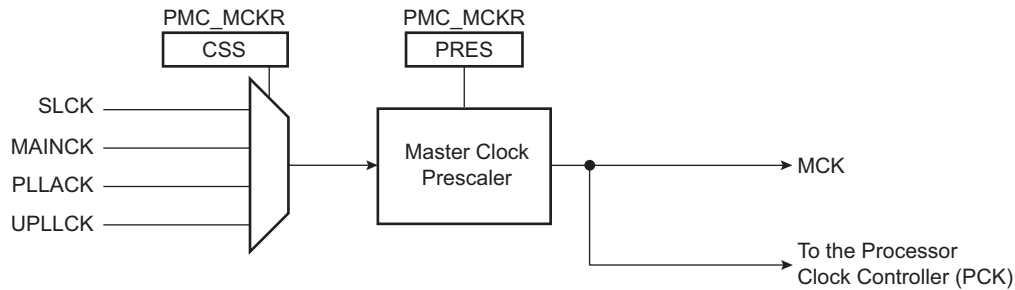 PMC_MCKR
PMC_MCKR
CSS
PRES
SLCK
MAINCK
PLLACK
UPLLCK
Master Clock
Prescaler
MCK
To the Processor
Clock Controller (PCK)